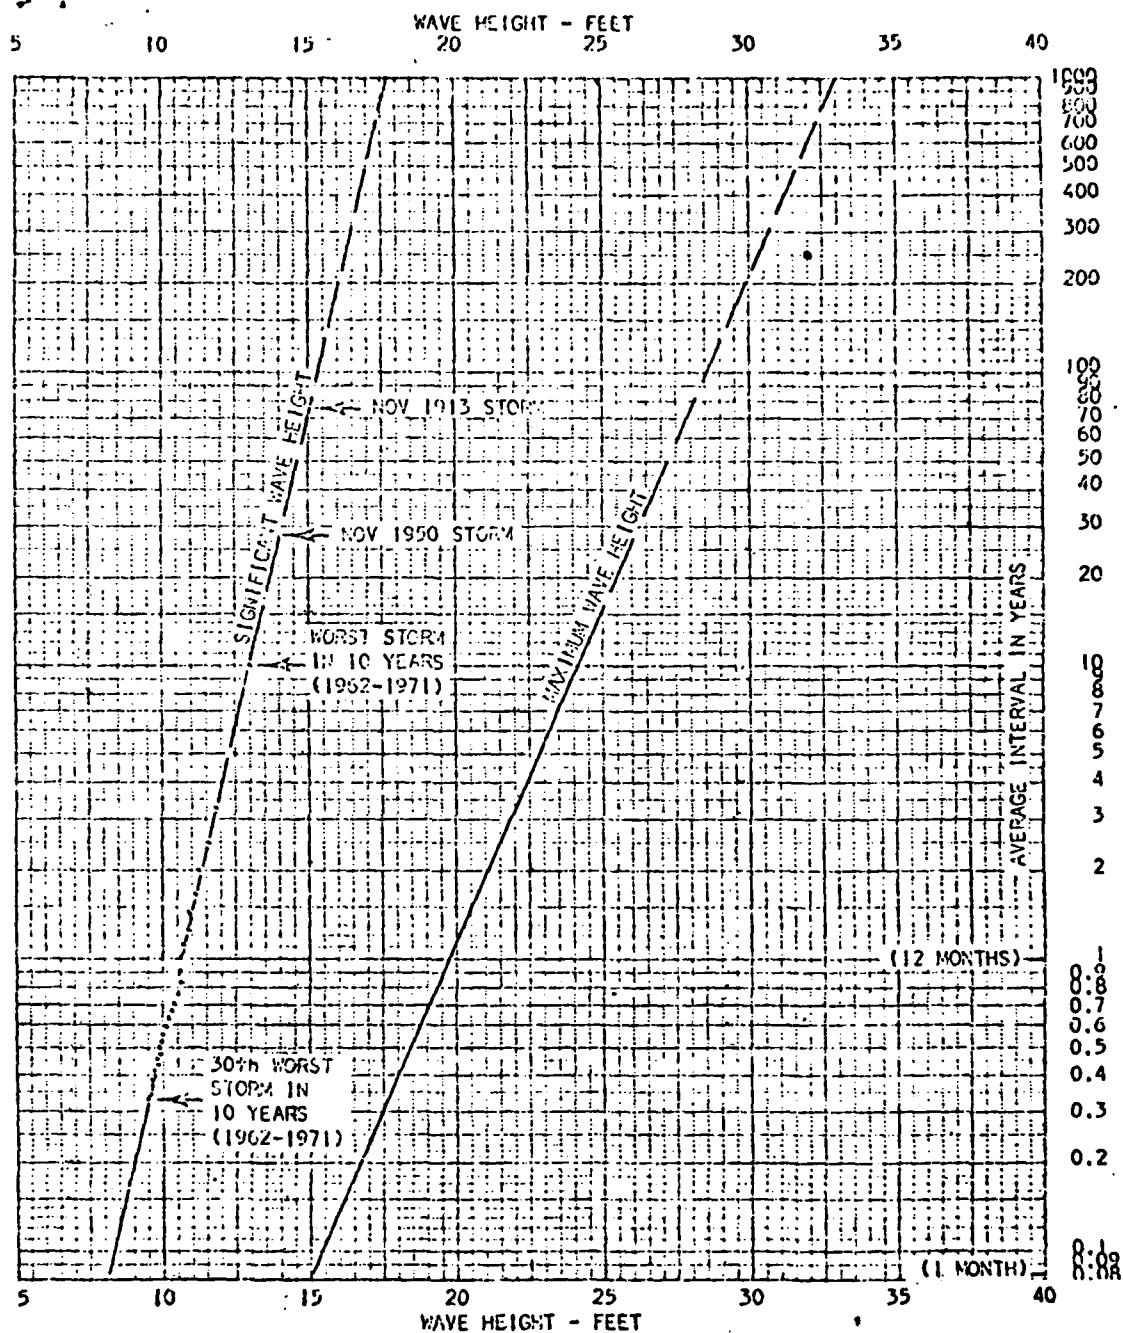 WAVE HEIGHT - FEET
5 10 15 20 25 30 35 40
1000
900
800
700
600
500
400
300
200
100
90
80
70
60
50
40
30
20
10
9
8
7
6
5
4
3
2
1
0.9
0.8
0.7
0.6
0.5
0.4
0.3
0.2
0.1
0.09
0.08
SIGNIFICANT WAVE HEIGHT
MAXIMUM WAVE HEIGHT
AVERAGE INTERVAL IN YEARS
NOV 1913 STORM
NOV 1950 STORM
WORST STORM
IN 10 YEARS
(1962-1971)
(12 MONTHS)
30th WORST
STORM IN
10 YEARS
(1962-1971)
(1 MONTH)
5 10 15 20 25 30 35 40
WAVE HEIGHT - FEET